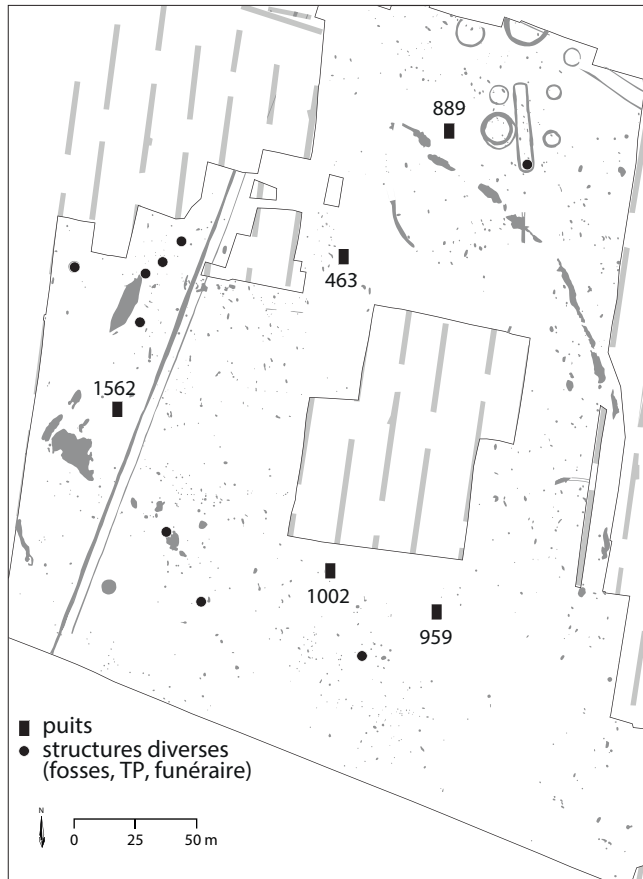 889
463
1562
1002
959
puits
structures diverses
(fosses, TP, funéraire)
N
0 25 50 m